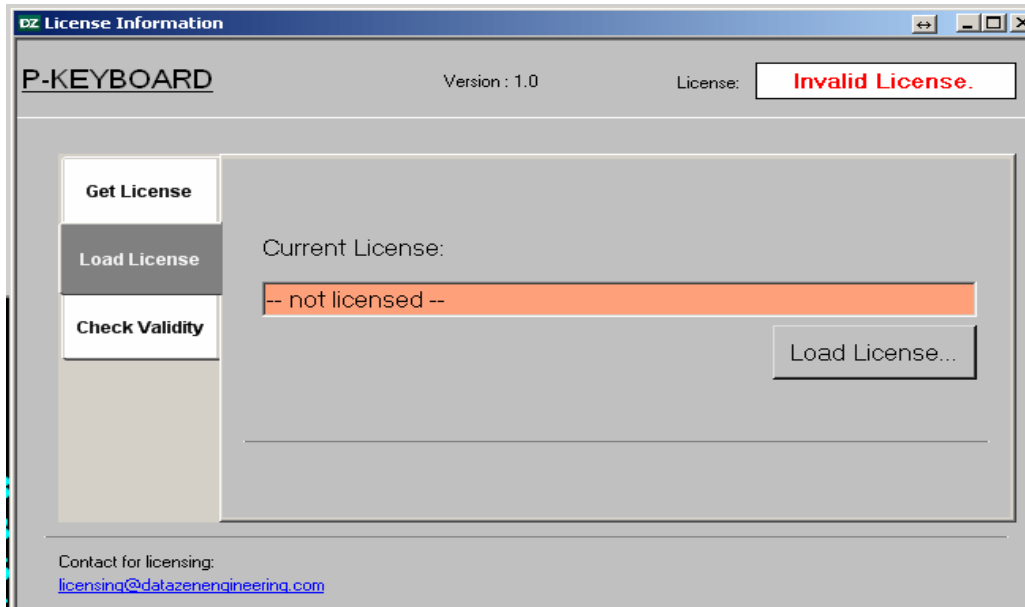 DZ License Information
P-KEYBOARD
Version : 1.0
License:
Invalid License.
Get License
Load License
Check Validity
Current License:
-- not licensed --
Load License...
Contact for licensing:
licensing@datazenengineering.com